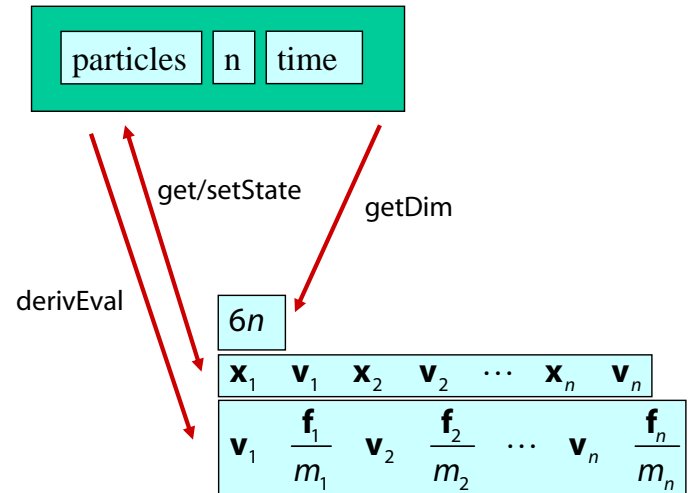 particles n time
get/setState
getDim
derivEval
6n
x₁ v₁ x₂ v₂ ⋯ xₙ vₙ
v₁ f₁/m₁ v₂ f₂/m₂ ⋯ vₙ fₙ/mₙ